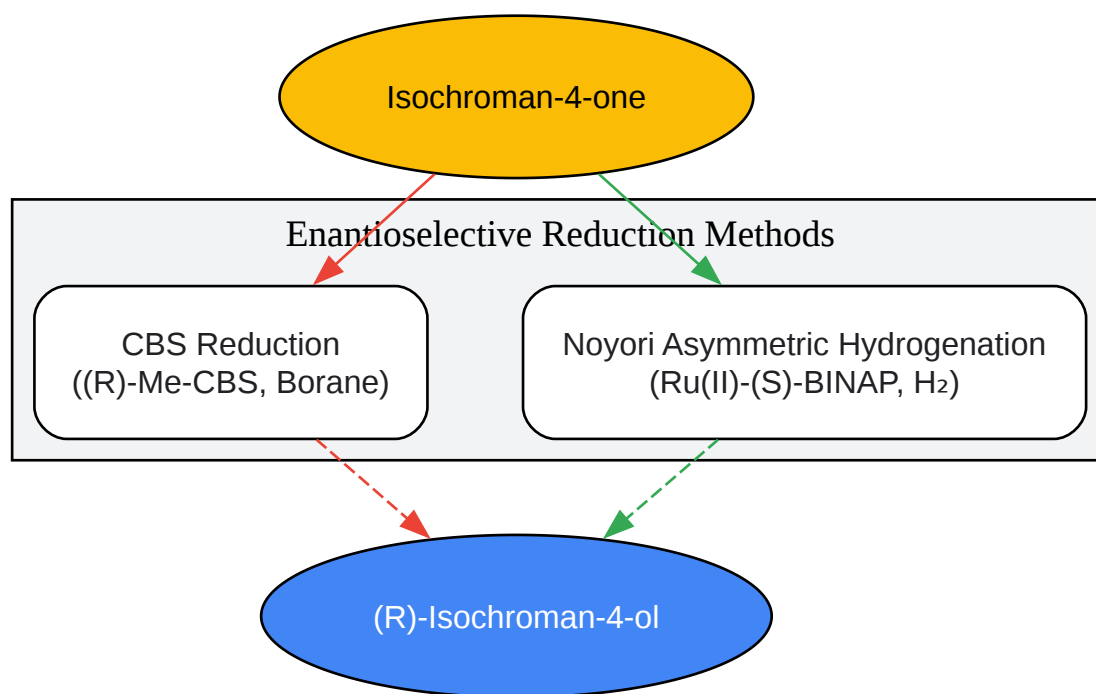 Isochroman-4-one
Enantioselective Reduction Methods
CBS Reduction
((R)-Me-CBS, Borane)
Noyori Asymmetric Hydrogenation
(Ru(II)-(S)-BINAP, H₂)
(R)-Isochroman-4-ol